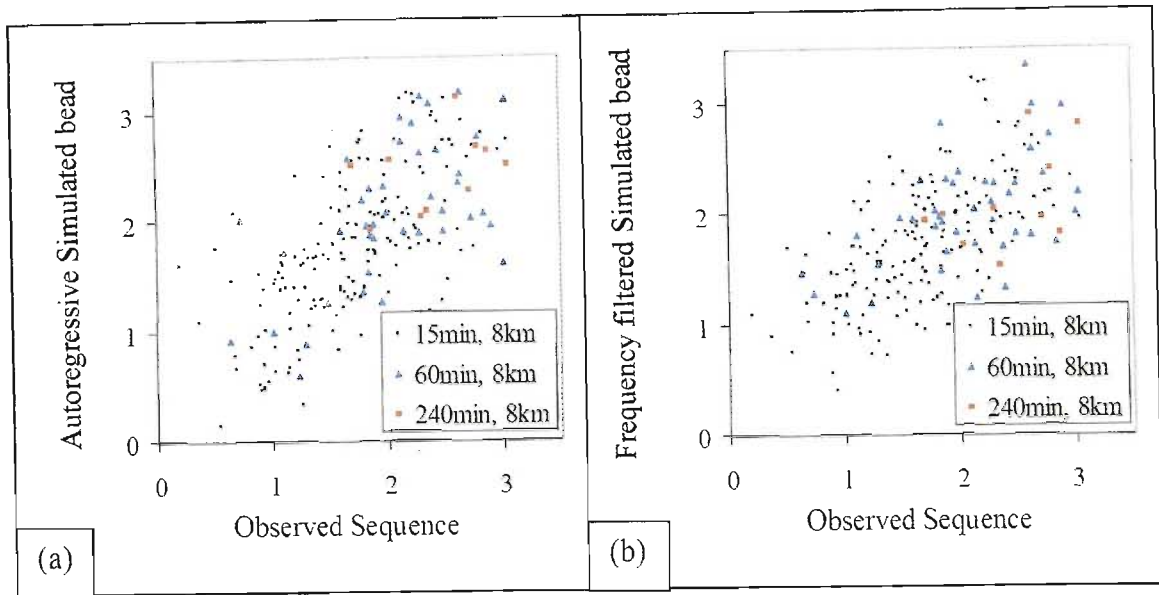 Autoregressive Simulated bead
3
2
1
0
15min, 8km
60min, 8km
240min, 8km
0 1 2 3
Observed Sequence
(a)
Frequency filtered Simulated bead
3
2
1
0
15min, 8km
60min, 8km
240min, 8km
0 1 2 3
Observed Sequence
(b)